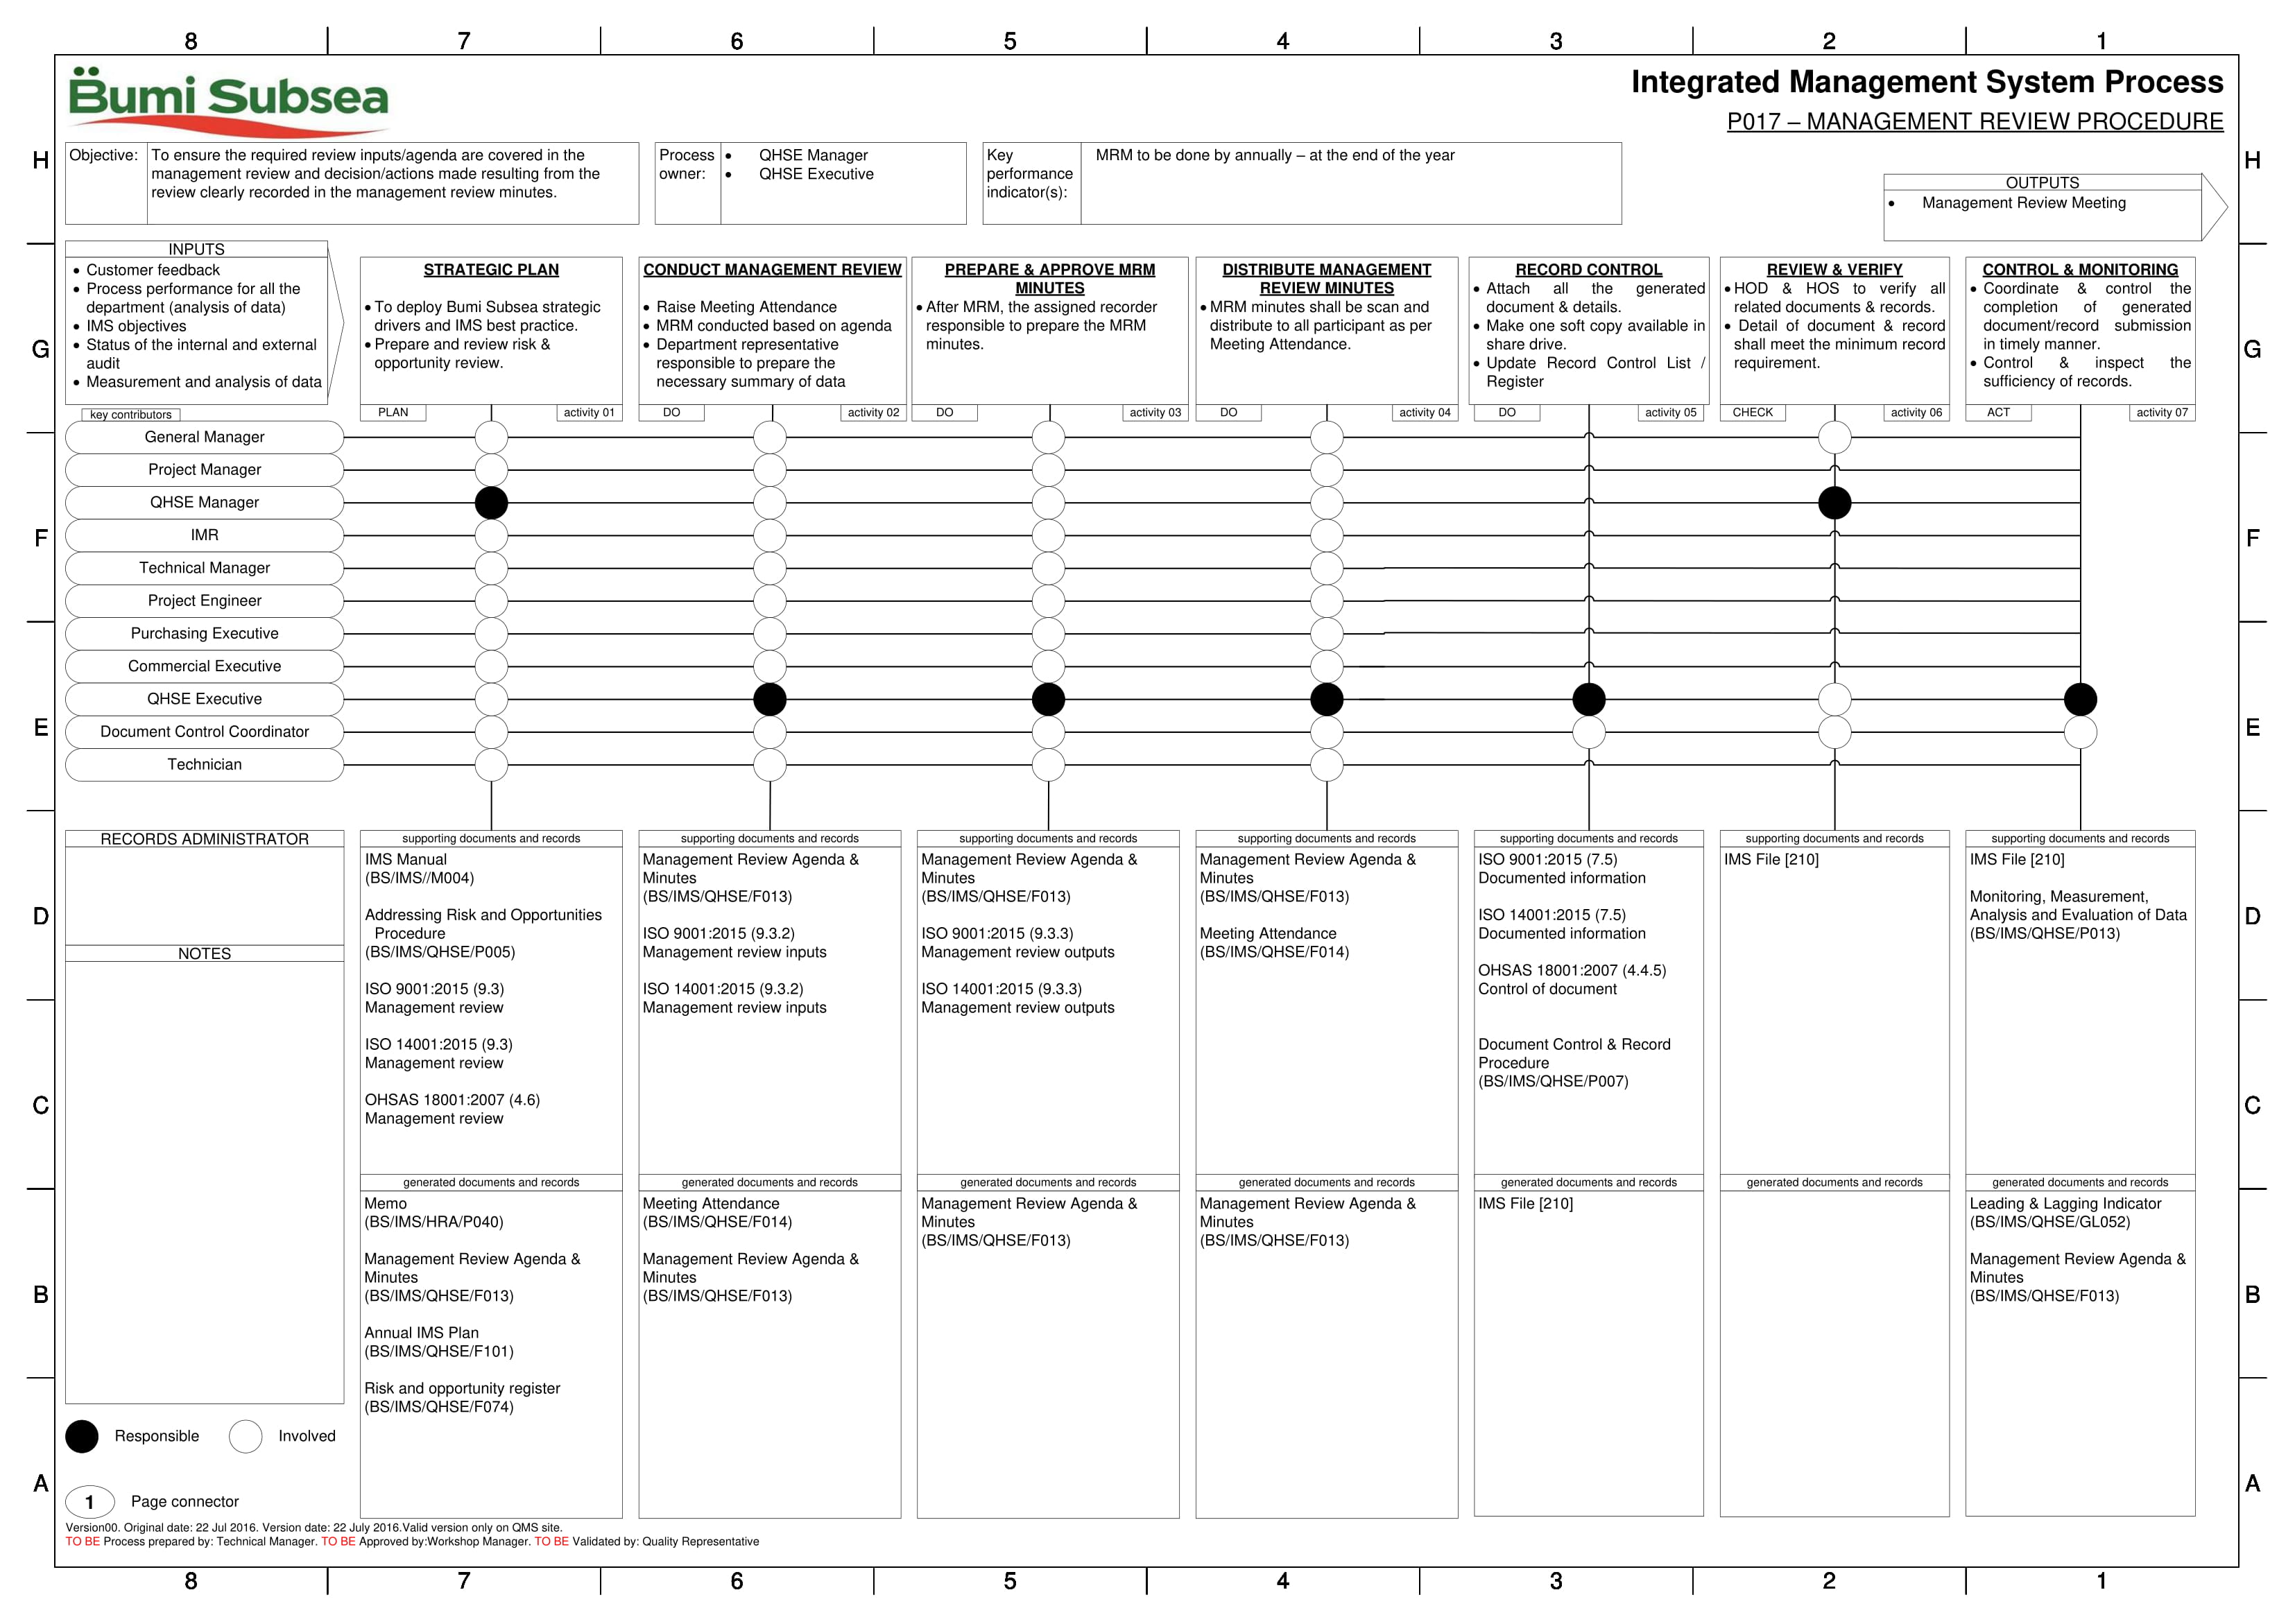 8 7 6 5 4 3 2 1
Bumi Subsea
Integrated Management System Process
P017 – MANAGEMENT REVIEW PROCEDURE
H
H
Objective:
To ensure the required review inputs/agenda are covered in the
management review and decision/actions made resulting from the
review clearly recorded in the management review minutes.
Process
owner:
• QHSE Manager
• QHSE Executive
Key
performance
indicator(s):
MRM to be done by annually – at the end of the year
OUTPUTS
• Management Review Meeting
INPUTS
• Customer feedback
• Process performance for all the
department (analysis of data)
• IMS objectives
• Status of the internal and external
audit
• Measurement and analysis of data
key contributors
G
G
STRATEGIC PLAN
• To deploy Bumi Subsea strategic
drivers and IMS best practice.
• Prepare and review risk &
opportunity review.
PLAN
activity 01
CONDUCT MANAGEMENT REVIEW
• Raise Meeting Attendance
• MRM conducted based on agenda
• Department representative
responsible to prepare the
necessary summary of data
DO
activity 02
PREPARE & APPROVE MRM
MINUTES
• After MRM, the assigned recorder
responsible to prepare the MRM
minutes.
DO
activity 03
DISTRIBUTE MANAGEMENT
REVIEW MINUTES
• MRM minutes shall be scan and
distribute to all participant as per
Meeting Attendance.
DO
activity 04
RECORD CONTROL
• Attach all the generated
document & details.
• Make one soft copy available in
share drive.
• Update Record Control List /
Register
DO
activity 05
REVIEW & VERIFY
• HOD & HOS to verify all
related documents & records.
• Detail of document & record
shall meet the minimum record
requirement.
CHECK
activity 06
CONTROL & MONITORING
• Coordinate & control the
completion of generated
document/record submission
in timely manner.
• Control & inspect the
sufficiency of records.
ACT
activity 07
General Manager
Project Manager
QHSE Manager
F
F
IMR
Technical Manager
Project Engineer
Purchasing Executive
Commercial Executive
QHSE Executive
E
E
Document Control Coordinator
Technician
RECORDS ADMINISTRATOR
D
D
NOTES
C
C
B
B
supporting documents and records
IMS Manual
(BS/IMS//M004)
Addressing Risk and Opportunities
Procedure
(BS/IMS/QHSE/P005)
ISO 9001:2015 (9.3)
Management review
ISO 14001:2015 (9.3)
Management review
OHSAS 18001:2007 (4.6)
Management review
generated documents and records
Memo
(BS/IMS/HRA/P040)
Management Review Agenda &
Minutes
(BS/IMS/QHSE/F013)
Annual IMS Plan
(BS/IMS/QHSE/F101)
Risk and opportunity register
(BS/IMS/QHSE/F074)
supporting documents and records
Management Review Agenda &
Minutes
(BS/IMS/QHSE/F013)
ISO 9001:2015 (9.3.2)
Management review inputs
ISO 14001:2015 (9.3.2)
Management review inputs
generated documents and records
Meeting Attendance
(BS/IMS/QHSE/F014)
Management Review Agenda &
Minutes
(BS/IMS/QHSE/F013)
supporting documents and records
Management Review Agenda &
Minutes
(BS/IMS/QHSE/F013)
ISO 9001:2015 (9.3.3)
Management review outputs
ISO 14001:2015 (9.3.3)
Management review outputs
generated documents and records
Management Review Agenda &
Minutes
(BS/IMS/QHSE/F013)
supporting documents and records
Management Review Agenda &
Minutes
(BS/IMS/QHSE/F013)
Meeting Attendance
(BS/IMS/QHSE/F014)
generated documents and records
Management Review Agenda &
Minutes
(BS/IMS/QHSE/F013)
supporting documents and records
ISO 9001:2015 (7.5)
Documented information
ISO 14001:2015 (7.5)
Documented information
OHSAS 18001:2007 (4.4.5)
Control of document
Document Control & Record
Procedure
(BS/IMS/QHSE/P007)
generated documents and records
IMS File [210]
supporting documents and records
IMS File [210]
generated documents and records
supporting documents and records
IMS File [210]
Monitoring, Measurement,
Analysis and Evaluation of Data
(BS/IMS/QHSE/P013)
generated documents and records
Leading & Lagging Indicator
(BS/IMS/QHSE/GL052)
Management Review Agenda &
Minutes
(BS/IMS/QHSE/F013)
Responsible
Involved
A
A
1
Page connector
Version00. Original date: 22 Jul 2016. Version date: 22 July 2016.Valid version only on QMS site.
TO BE Process prepared by: Technical Manager. TO BE Approved by:Workshop Manager. TO BE Validated by: Quality Representative
8 7 6 5 4 3 2 1